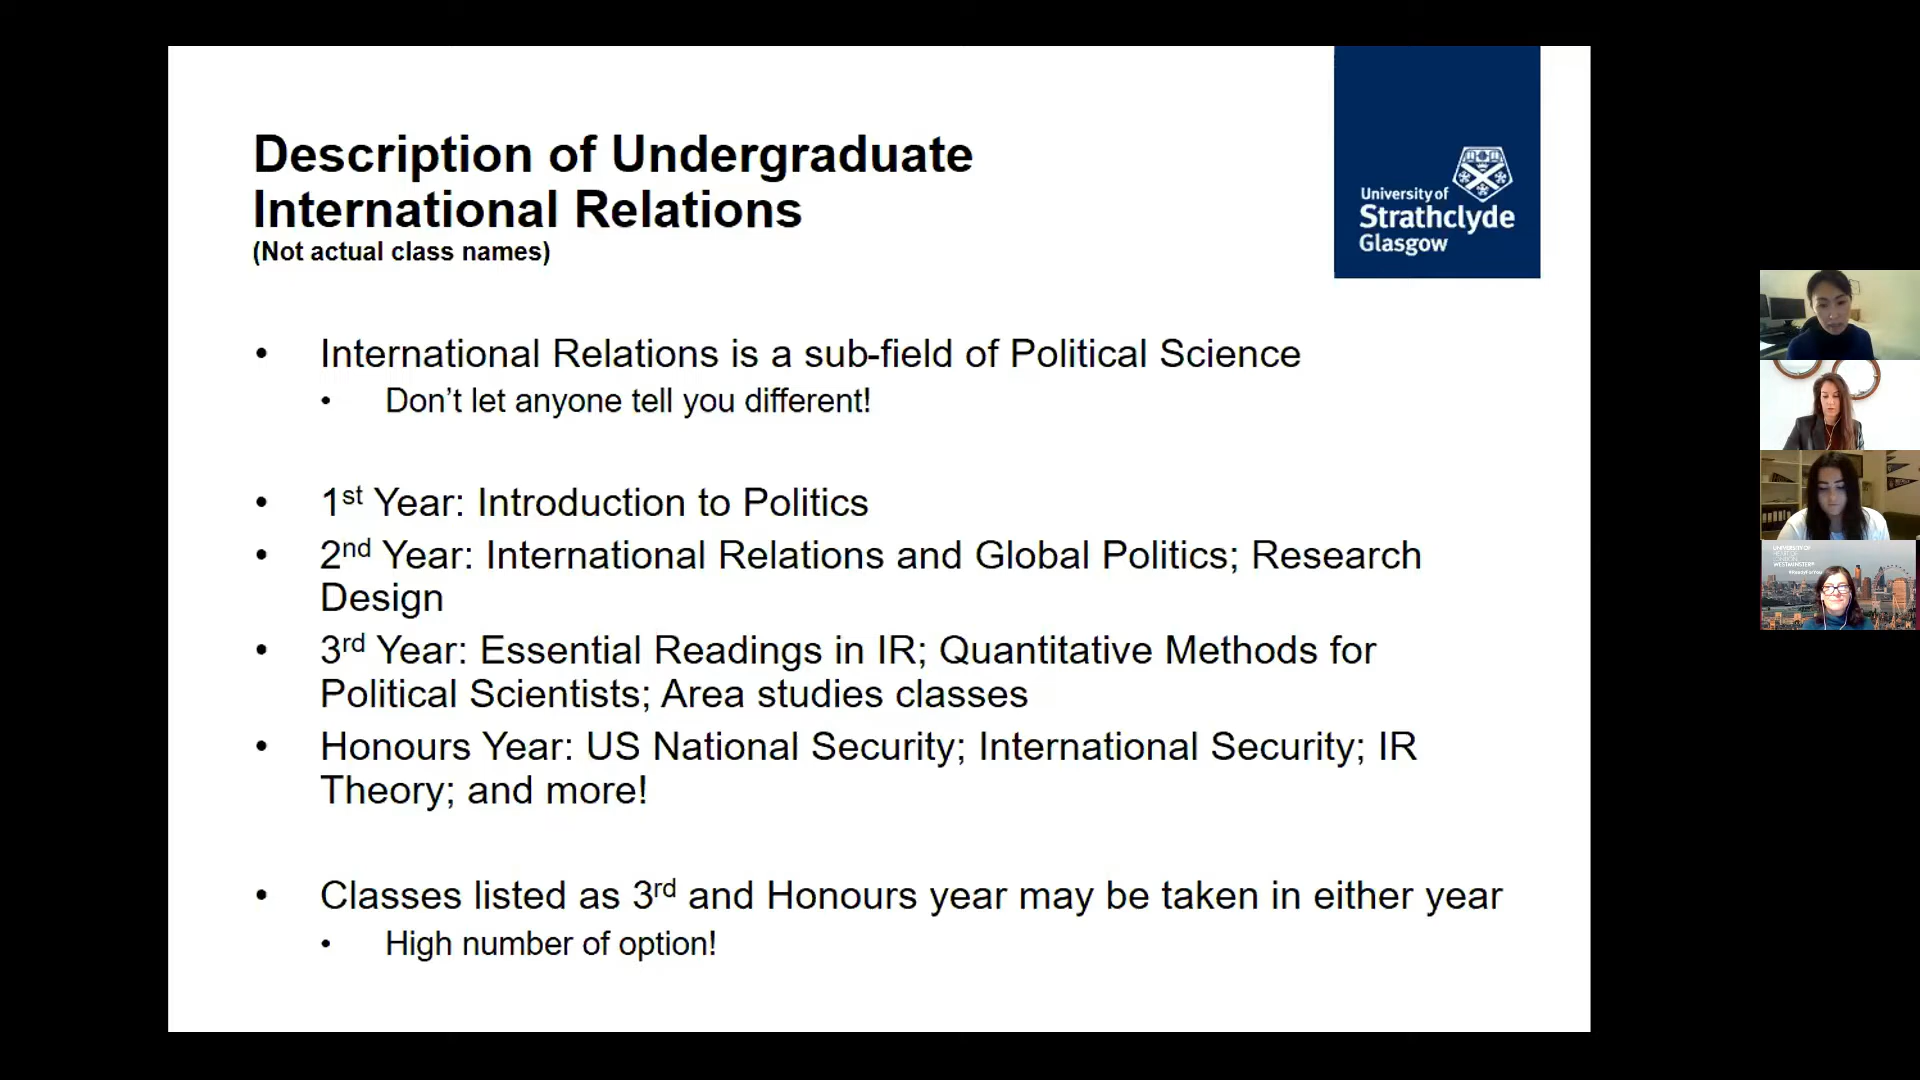 Description of Undergraduate
International Relations
(Not actual class names)
University of
Strathclyde
Glasgow
• International Relations is a sub-field of Political Science
• Don’t let anyone tell you different!
• 1st Year: Introduction to Politics
• 2nd Year: International Relations and Global Politics; Research
Design
• 3rd Year: Essential Readings in IR; Quantitative Methods for
Political Scientists; Area studies classes
• Honours Year: US National Security; International Security; IR
Theory; and more!
• Classes listed as 3rd and Honours year may be taken in either year
• High number of option!
UNIVERSITY OF
WESTMINSTER